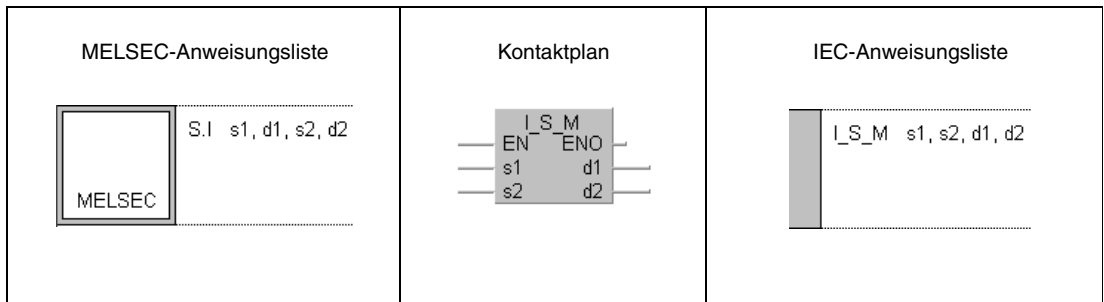 MELSEC-Anweisungsliste
S.I s1, d1, s2, d2
MELSEC
Kontaktplan
I_S_M
EN ENO
s1 d1
s2 d2
IEC-Anweisungsliste
I_S_M s1, s2, d1, d2